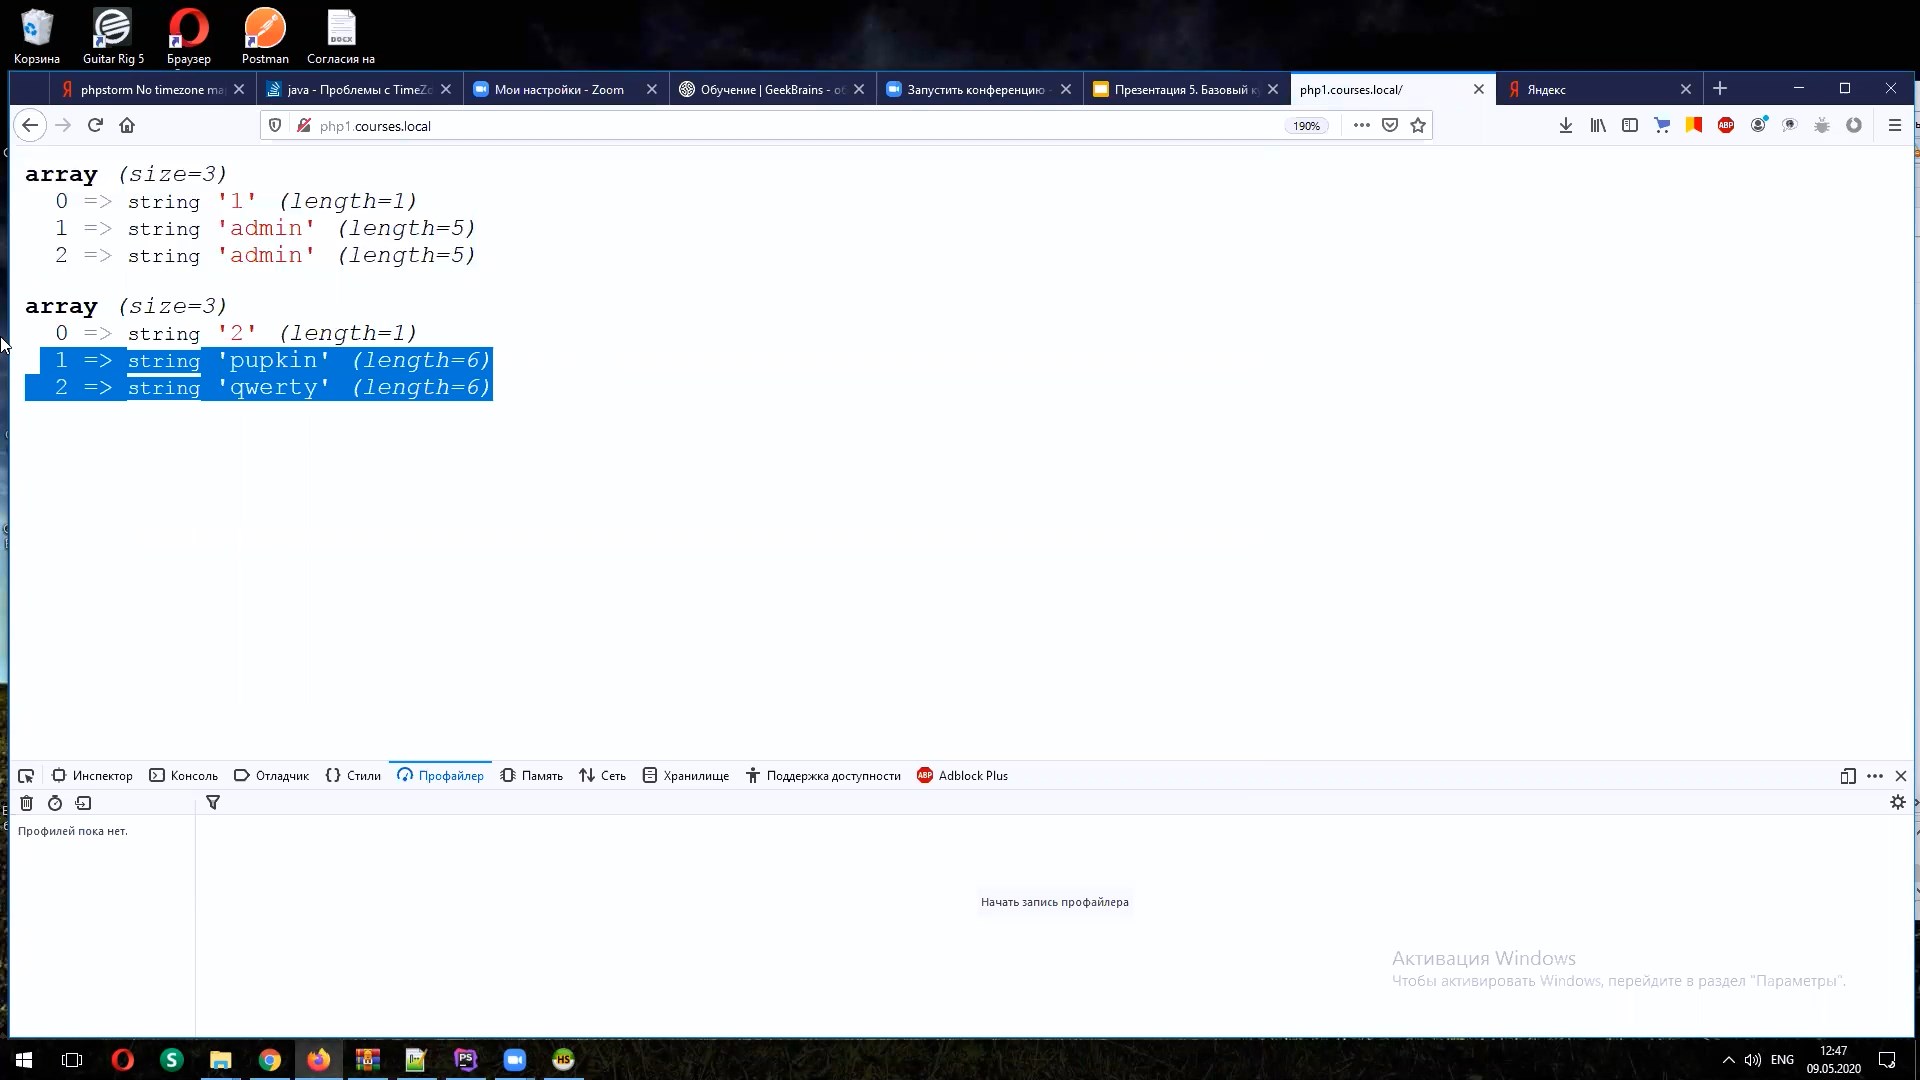 Корзина
Guitar Rig 5
Браузер
Postman
Согласия на
phpstorm No timezone ma
java - Проблемы с TimeZo
Мои настройки - Zoom
Обучение | GeekBrains - об
Запустить конференцию -
Презентация 5. Базовый к
php1.courses.local/
Яндекс
php1.courses.local
190%
array (size=3)
0 => string '1' (length=1)
1 => string 'admin' (length=5)
2 => string 'admin' (length=5)
array (size=3)
0 => string '2' (length=1)
1 => string 'pupkin' (length=6)
2 => string 'qwerty' (length=6)
Инспектор
Консоль
Отладчик
Стили
Профайлер
Память
Сеть
Хранилище
Поддержка доступности
Adblock Plus
Профилей пока нет.
Начать запись профайлера
Активация Windows
Чтобы активировать Windows, перейдите в раздел "Параметры".
ENG
12:47
09.05.2020